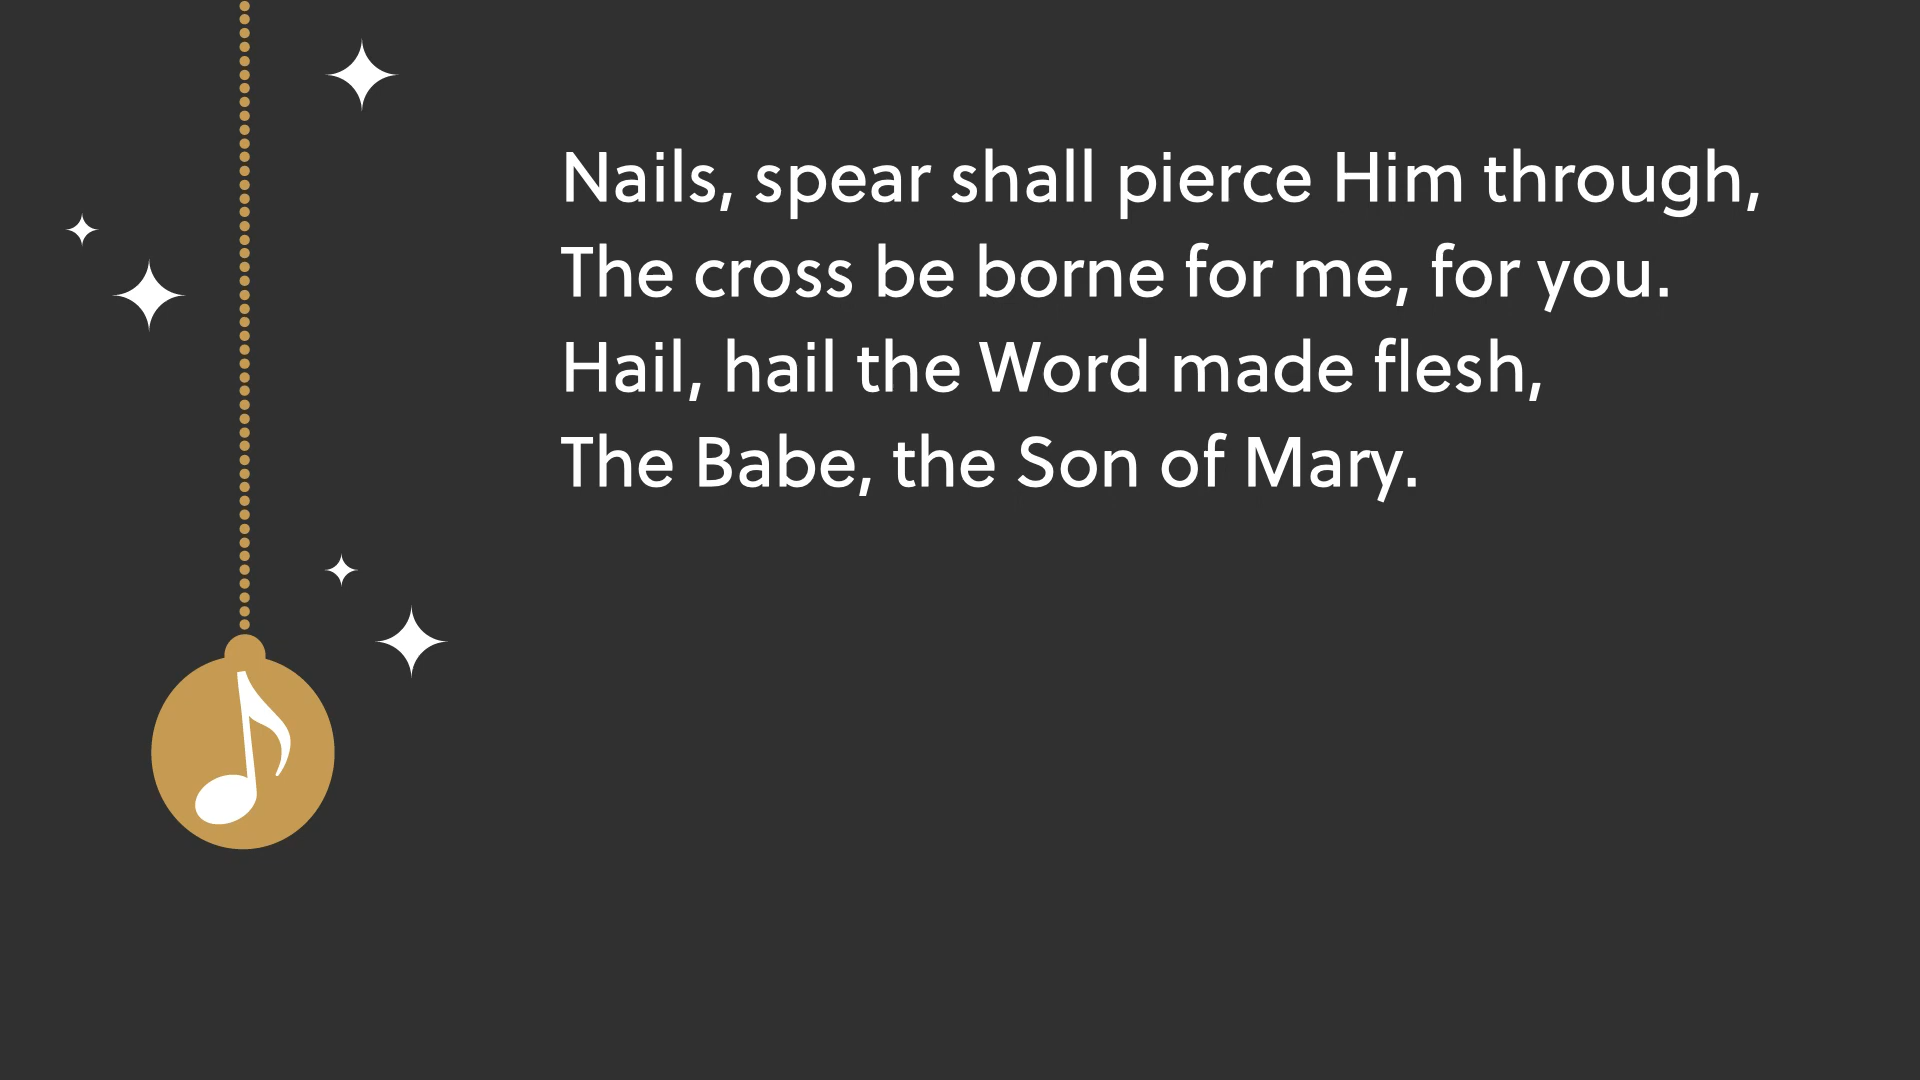 Nails, spear shall pierce Him through,
The cross be borne for me, for you.
Hail, hail the Word made flesh,
The Babe, the Son of Mary.